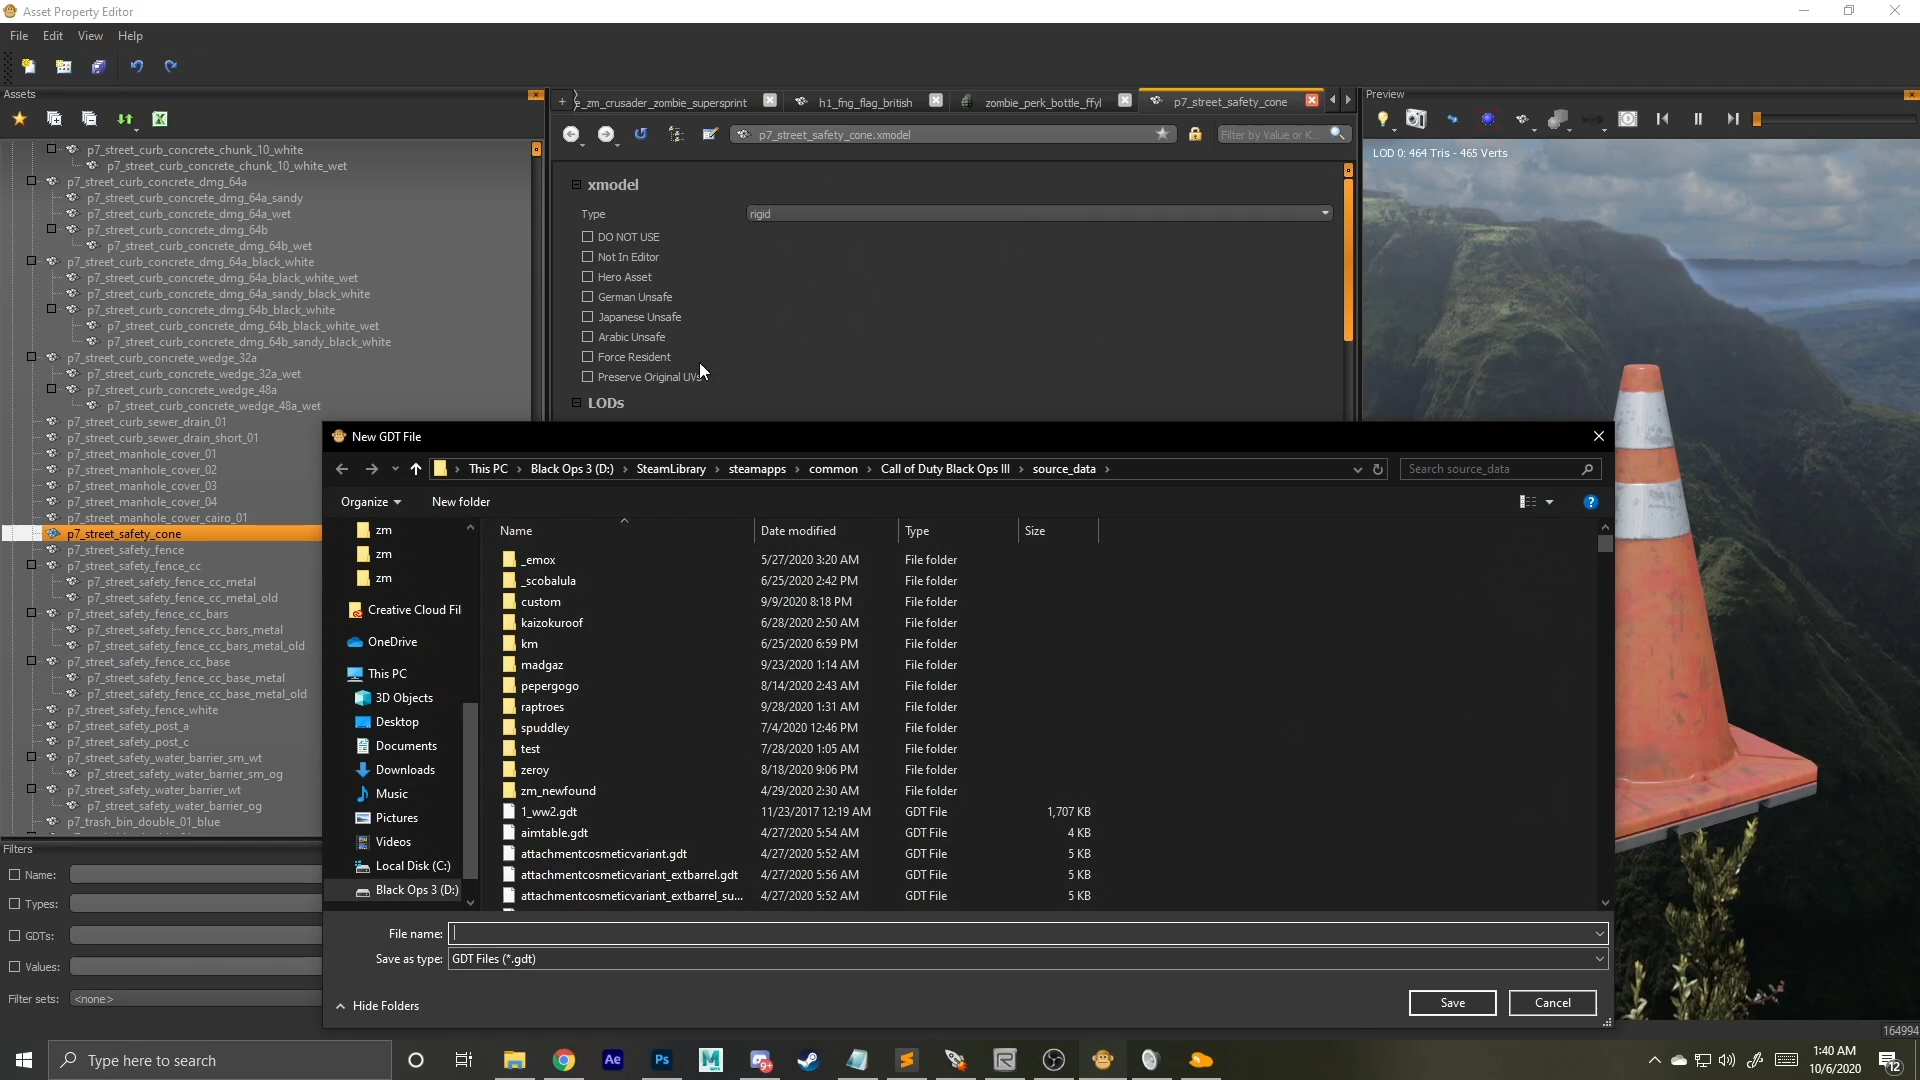 Asset Property Editor
File Edit View Help
Assets
p7_street_curb_concrete_chunk_10_white
p7_street_curb_concrete_chunk_10_white_wet
p7_street_curb_concrete_dmg_64a
p7_street_curb_concrete_dmg_64a_sandy
p7_street_curb_concrete_dmg_64a_wet
p7_street_curb_concrete_dmg_64b
p7_street_curb_concrete_dmg_64b_wet
p7_street_curb_concrete_dmg_64a_black_white
p7_street_curb_concrete_dmg_64a_black_white_wet
p7_street_curb_concrete_dmg_64a_sandy_black_white
p7_street_curb_concrete_dmg_64b_black_white
p7_street_curb_concrete_dmg_64b_black_white_wet
p7_street_curb_concrete_dmg_64b_sandy_black_white
p7_street_curb_concrete_wedge_32a
p7_street_curb_concrete_wedge_32a_wet
p7_street_curb_concrete_wedge_48a
p7_street_curb_concrete_wedge_48a_wet
p7_street_curb_sewer_drain_01
p7_street_curb_sewer_drain_short_01
p7_street_manhole_cover_01
p7_street_manhole_cover_02
p7_street_manhole_cover_03
p7_street_manhole_cover_04
p7_street_manhole_cover_cairo_01
p7_street_safety_cone
p7_street_safety_fence
p7_street_safety_fence_cc
p7_street_safety_fence_cc_metal
p7_street_safety_fence_cc_metal_old
p7_street_safety_fence_cc_bars
p7_street_safety_fence_cc_bars_metal
p7_street_safety_fence_cc_bars_metal_old
p7_street_safety_fence_cc_base
p7_street_safety_fence_cc_base_metal
p7_street_safety_fence_cc_base_metal_old
p7_street_safety_fence_white
p7_street_safety_post_a
p7_street_safety_post_c
p7_street_safety_water_barrier_sm_wt
p7_street_safety_water_barrier_sm_og
p7_street_safety_water_barrier_wt
p7_street_safety_water_barrier_og
p7_trash_bin_double_01_blue
Filters
Name:
Types:
GDTs:
Values:
Filter sets: <none>
e_zm_crusader_zombie_supersprint h1_fng_flag_british zombie_perk_bottle_ffyl p7_street_safety_cone
p7_street_safety_cone.xmodel Filter by Value or K...
xmodel
Type rigid
DO NOT USE
Not In Editor
Hero Asset
German Unsafe
Japanese Unsafe
Arabic Unsafe
Force Resident
Preserve Original UVs
LODs
Preview
LOD 0: 464 Tris - 465 Verts
New GDT File
This PC Black Ops 3 (D:) SteamLibrary steamapps common Call of Duty Black Ops III source_data
Search source_data
Organize New folder
zm
zm
zm
Creative Cloud Fil
OneDrive
This PC
3D Objects
Desktop
Documents
Downloads
Music
Pictures
Videos
Local Disk (C:)
Black Ops 3 (D:)
Name Date modified Type Size
_emox 5/27/2020 3:20 AM File folder
_scobalula 6/25/2020 2:42 PM File folder
custom 9/9/2020 8:18 PM File folder
kaizokuroof 6/28/2020 2:50 AM File folder
km 6/25/2020 6:59 PM File folder
madgaz 9/23/2020 1:14 AM File folder
pepergogo 8/14/2020 2:43 AM File folder
raptroes 9/28/2020 1:31 AM File folder
spuddley 7/4/2020 12:46 PM File folder
test 7/28/2020 1:05 AM File folder
zeroy 8/18/2020 9:06 PM File folder
zm_newfound 4/29/2020 2:30 AM File folder
1_ww2.gdt 11/23/2017 12:19 AM GDT File 1,707 KB
aimtable.gdt 4/27/2020 5:54 AM GDT File 4 KB
attachmentcosmeticvariant.gdt 4/27/2020 5:52 AM GDT File 5 KB
attachmentcosmeticvariant_extbarrel.gdt 4/27/2020 5:56 AM GDT File 5 KB
attachmentcosmeticvariant_extbarrel_su... 4/27/2020 5:52 AM GDT File 5 KB
File name:
Save as type: GDT Files (*.gdt)
Hide Folders
Save Cancel
164994
Type here to search
Ae
Ps
M
9+
1:40 AM
10/6/2020
12